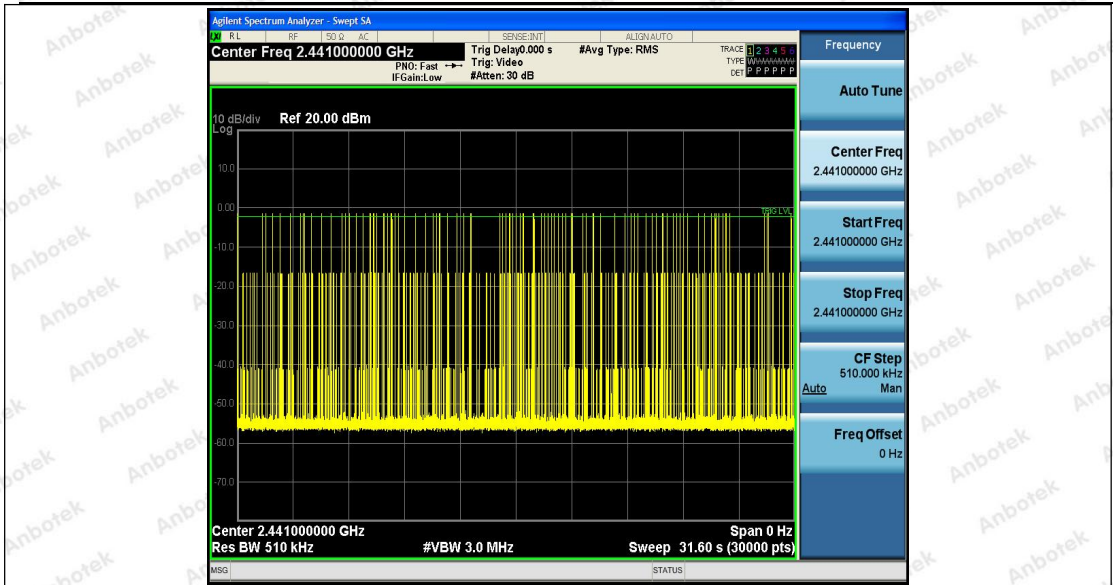 Agilent Spectrum Analyzer - Swept SA
LXI RL RF 50 Ω AC SENSE:INT ALIGNAUTO
Center Freq 2.441000000 GHz
PNO: Fast
IFGain:Low
Trig Delay0.000 s
Trig: Video
#Atten: 30 dB
#Avg Type: RMS
TRACE 1 2 3 4 5 6
TYPE
DET P P P P P P
10 dB/div Ref 20.00 dBm
Log
10.0
0.00
TRIG LVL
-10.0
-20.0
-30.0
-40.0
-50.0
-60.0
-70.0
Center 2.441000000 GHz Span 0 Hz
Res BW 510 kHz #VBW 3.0 MHz Sweep 31.60 s (30000 pts)
MSG STATUS
Frequency
Auto Tune
Center Freq
2.441000000 GHz
Start Freq
2.441000000 GHz
Stop Freq
2.441000000 GHz
CF Step
510.000 kHz
Auto Man
Freq Offset
0 Hz
Anbotek